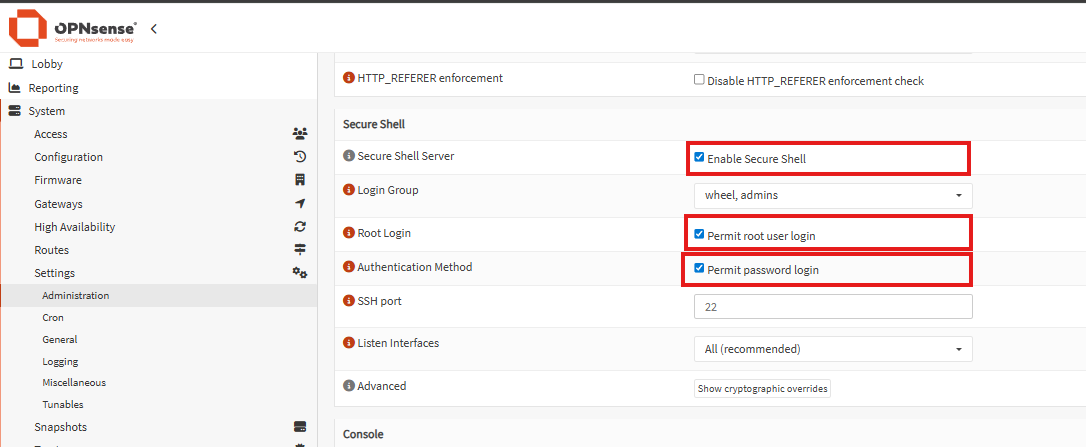 OPNsense®
Securing networks made easy
Lobby
Reporting
System
Access
Configuration
Firmware
Gateways
High Availability
Routes
Settings
Administration
Cron
General
Logging
Miscellaneous
Tunables
Snapshots
HTTP_REFERER enforcement
Disable HTTP_REFERER enforcement check
Secure Shell
Secure Shell Server
Enable Secure Shell
Login Group
wheel, admins
Root Login
Permit root user login
Authentication Method
Permit password login
SSH port
22
Listen Interfaces
All (recommended)
Advanced
Show cryptographic overrides
Console